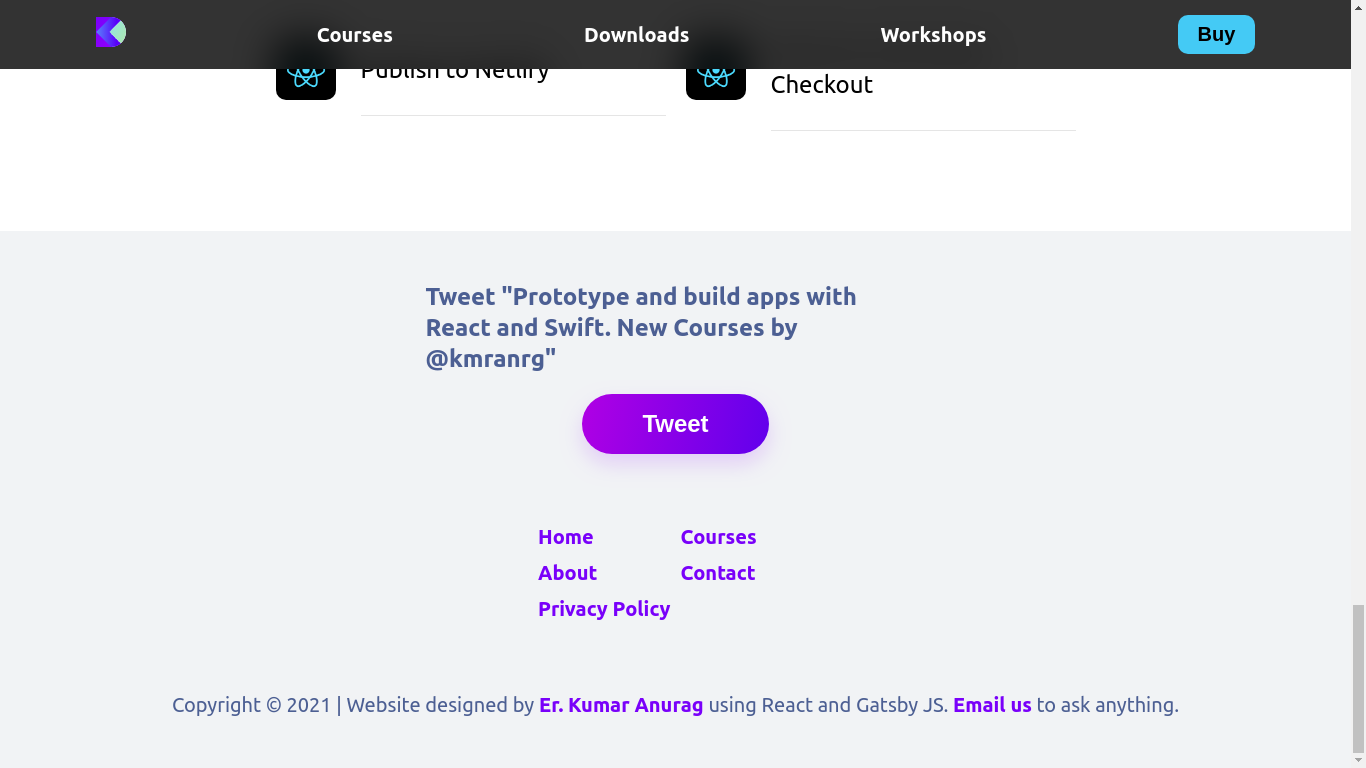 Courses
Downloads
Workshops
Buy
Publish to Netlify
Checkout
Tweet "Prototype and build apps with
React and Swift. New Courses by
@kmranrg"
Tweet
Home
Courses
About
Contact
Privacy Policy
Copyright © 2021 | Website designed by Er. Kumar Anurag using React and Gatsby JS. Email us to ask anything.